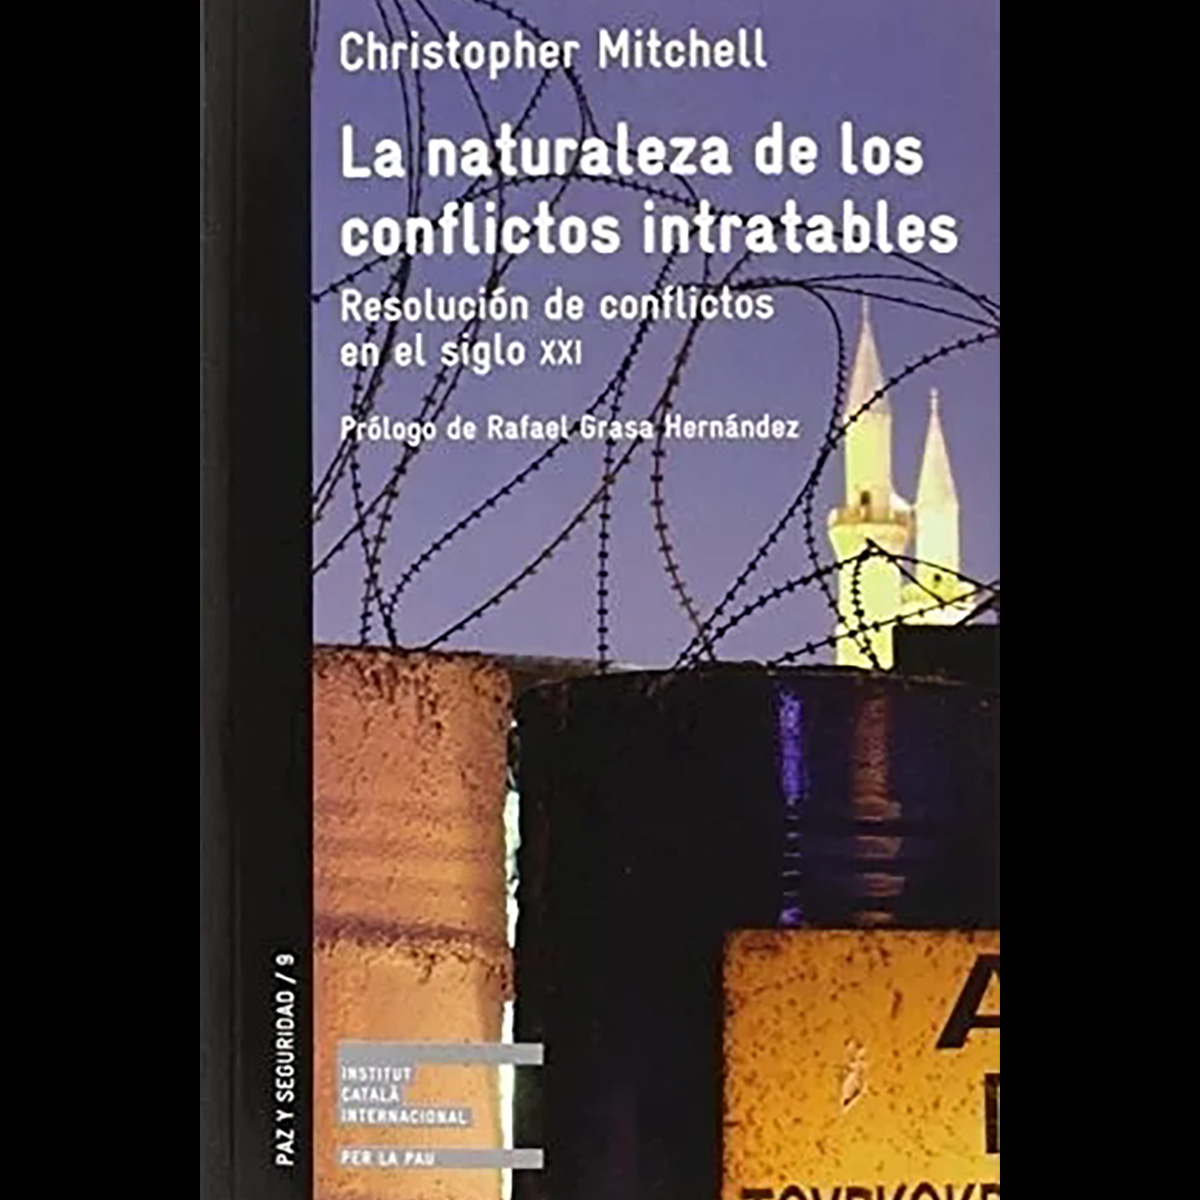 Christopher Mitchell
La naturaleza de los
conflictos intratables
Resolución de conflictos
en el siglo XXI
Prólogo de Rafael Grasa Hernández
PAZ Y SEGURIDAD / 9
INSTITUT
CATALÀ
INTERNACIONAL
PER LA PAU